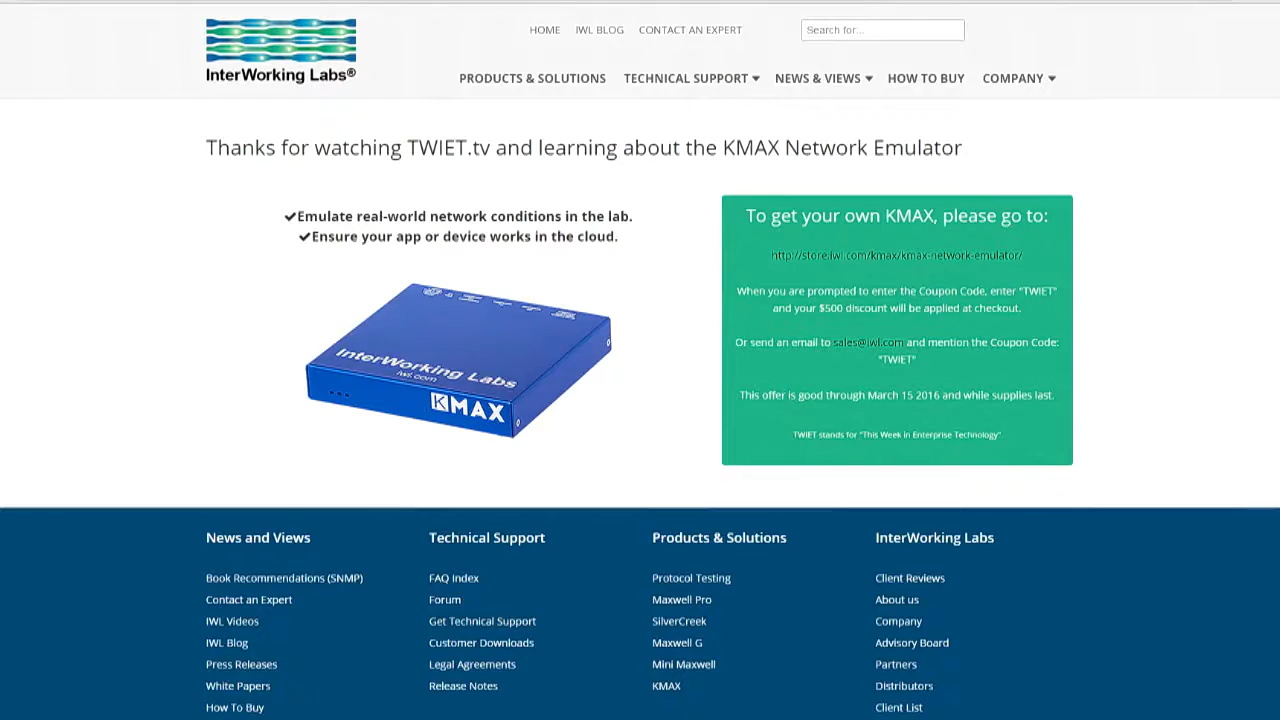 HOME IWL BLOG CONTACT AN EXPERT Search for...
InterWorking Labs®
PRODUCTS & SOLUTIONS TECHNICAL SUPPORT NEWS & VIEWS HOW TO BUY COMPANY
Thanks for watching TWIET.tv and learning about the KMAX Network Emulator
Emulate real-world network conditions in the lab.
Ensure your app or device works in the cloud.
InterWorking Labs
iwl.com
KMAX
To get your own KMAX, please go to:
http://store.iwl.com/kmax/kmax-network-emulator/
When you are prompted to enter the Coupon Code, enter "TWIET"
and your $500 discount will be applied at checkout.
Or send an email to sales@iwl.com and mention the Coupon Code:
"TWIET"
This offer is good through March 15 2016 and while supplies last.
TWIET stands for "This Week in Enterprise Technology"
News and Views
Book Recommendations (SNMP)
Contact an Expert
IWL Videos
IWL Blog
Press Releases
White Papers
How To Buy
Technical Support
FAQ Index
Forum
Get Technical Support
Customer Downloads
Legal Agreements
Release Notes
Products & Solutions
Protocol Testing
Maxwell Pro
SilverCreek
Maxwell G
Mini Maxwell
KMAX
InterWorking Labs
Client Reviews
About us
Company
Advisory Board
Partners
Distributors
Client List